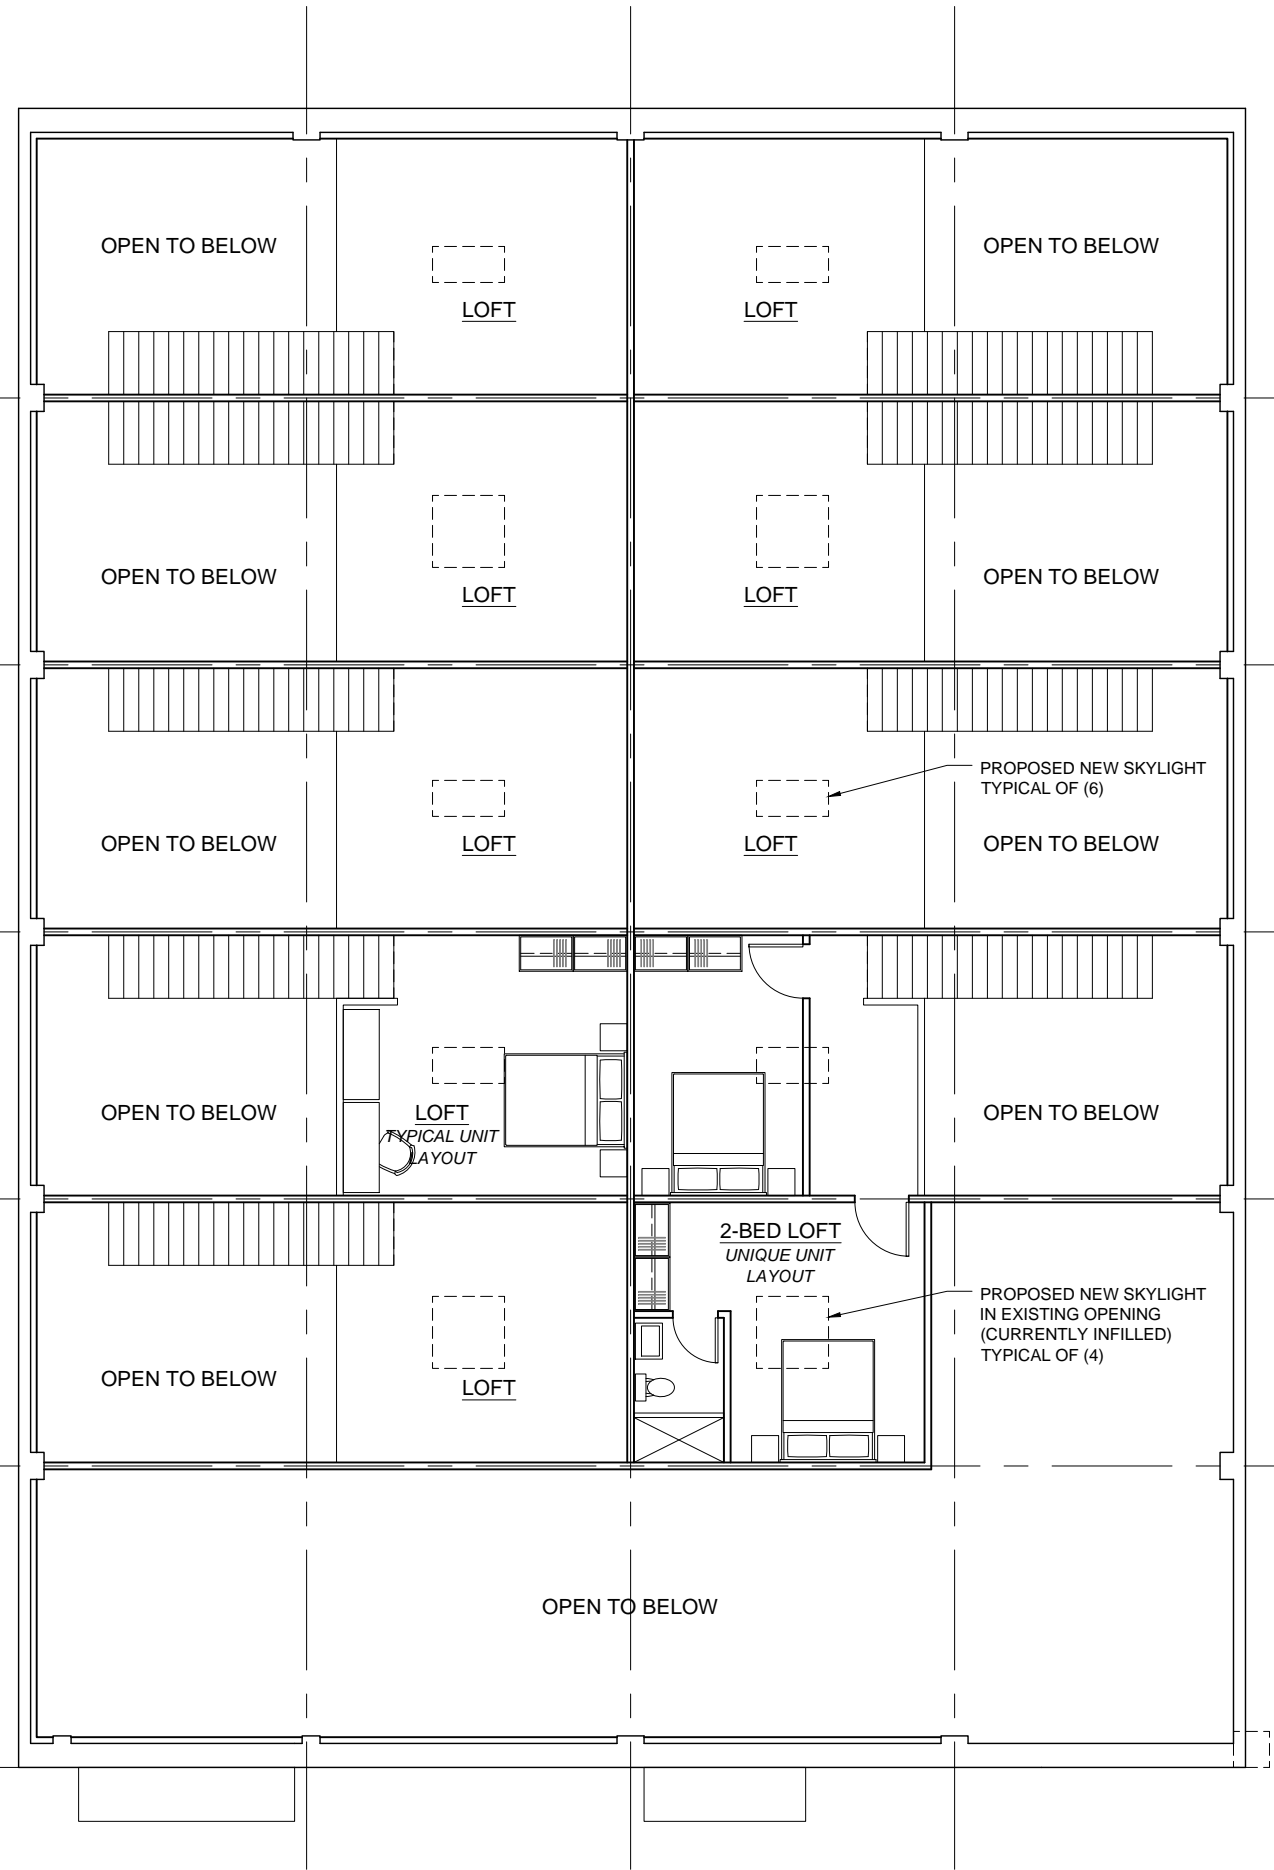 OPEN TO BELOW
OPEN TO BELOW
LOFT
LOFT
OPEN TO BELOW
OPEN TO BELOW
LOFT
LOFT
PROPOSED NEW SKYLIGHT
TYPICAL OF (6)
OPEN TO BELOW
LOFT
LOFT
OPEN TO BELOW
OPEN TO BELOW
LOFT
TYPICAL UNIT
LAYOUT
OPEN TO BELOW
2-BED LOFT
UNIQUE UNIT
LAYOUT
PROPOSED NEW SKYLIGHT
IN EXISTING OPENING
(CURRENTLY INFILLED)
TYPICAL OF (4)
OPEN TO BELOW
LOFT
OPEN TO BELOW